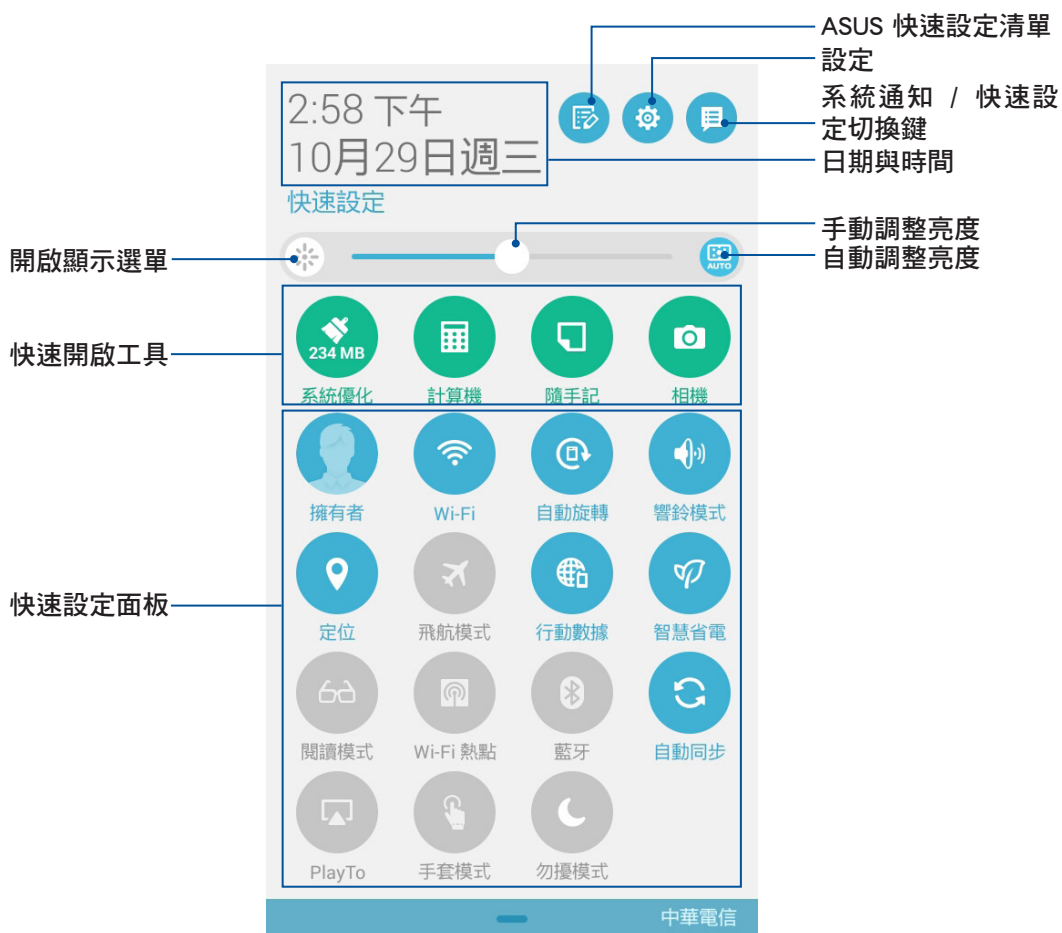 ASUS 快速設定清單
設定
系統通知 / 快速設
定切換鍵
日期與時間
2:58 下午
10月29日週三
快速設定
手動調整亮度
自動調整亮度
開啟顯示選單
AUTO
快速開啟工具
234 MB
系統優化 計算機 隨手記 相機
擁有者 Wi-Fi 自動旋轉 響鈴模式
快速設定面板
定位 飛航模式 行動數據 智慧省電
閱讀模式 Wi-Fi 熱點 藍牙 自動同步
PlayTo 手套模式 勿擾模式
中華電信